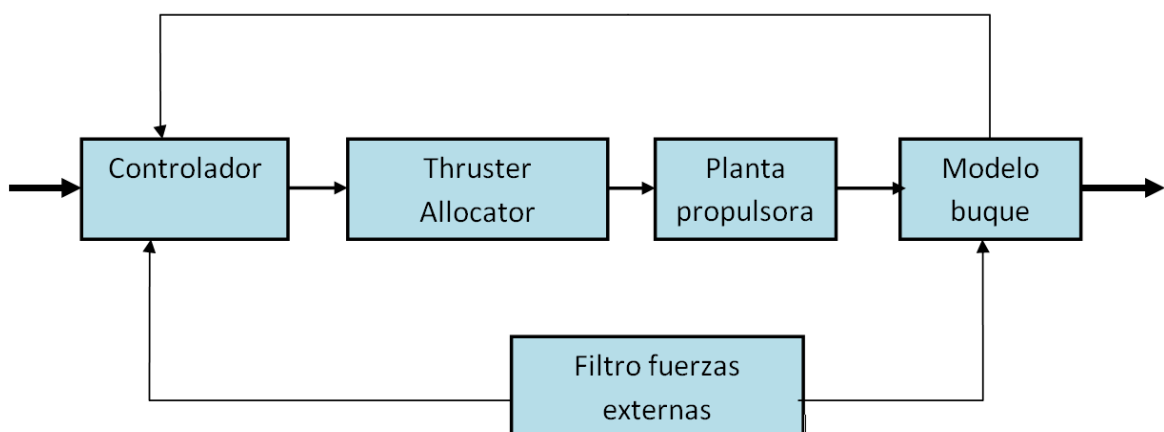 Controlador
Thruster
Allocator
Planta
propulsora
Modelo
buque
Filtro fuerzas
externas